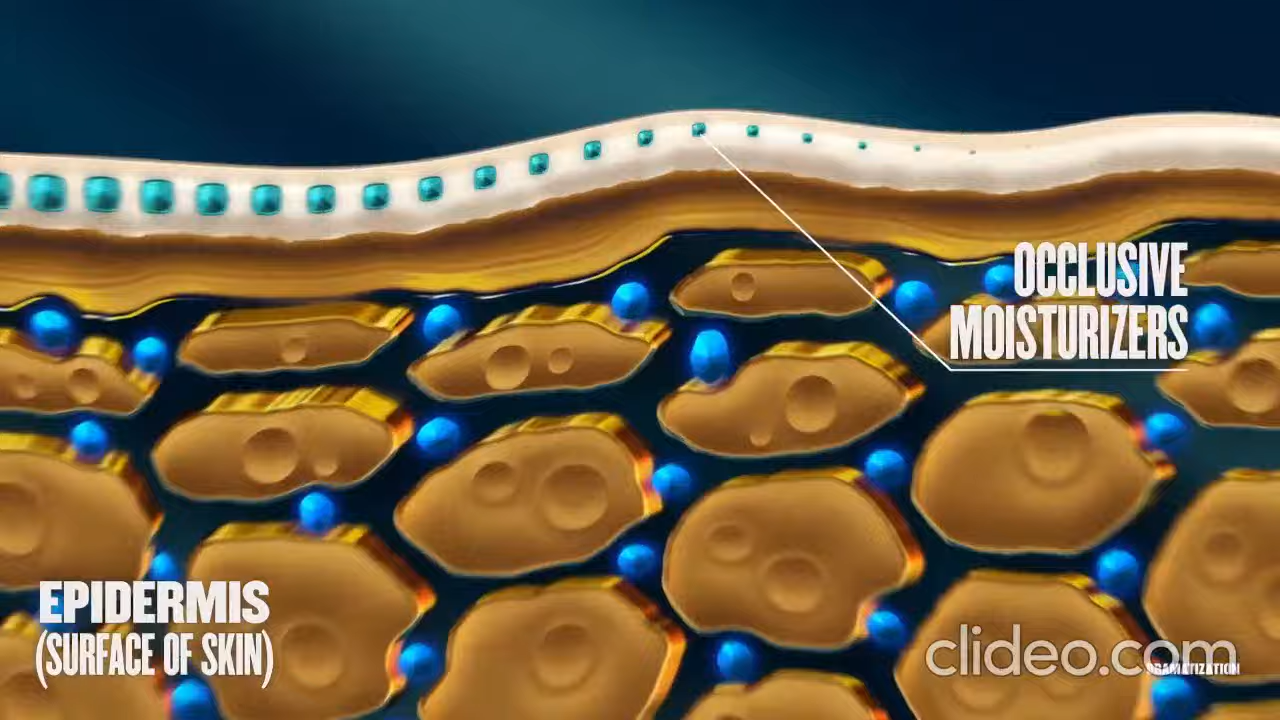 OCCLUSIVE
MOISTURIZERS
EPIDERMIS
(SURFACE OF SKIN)
clideo.com
DRAMATIZATION